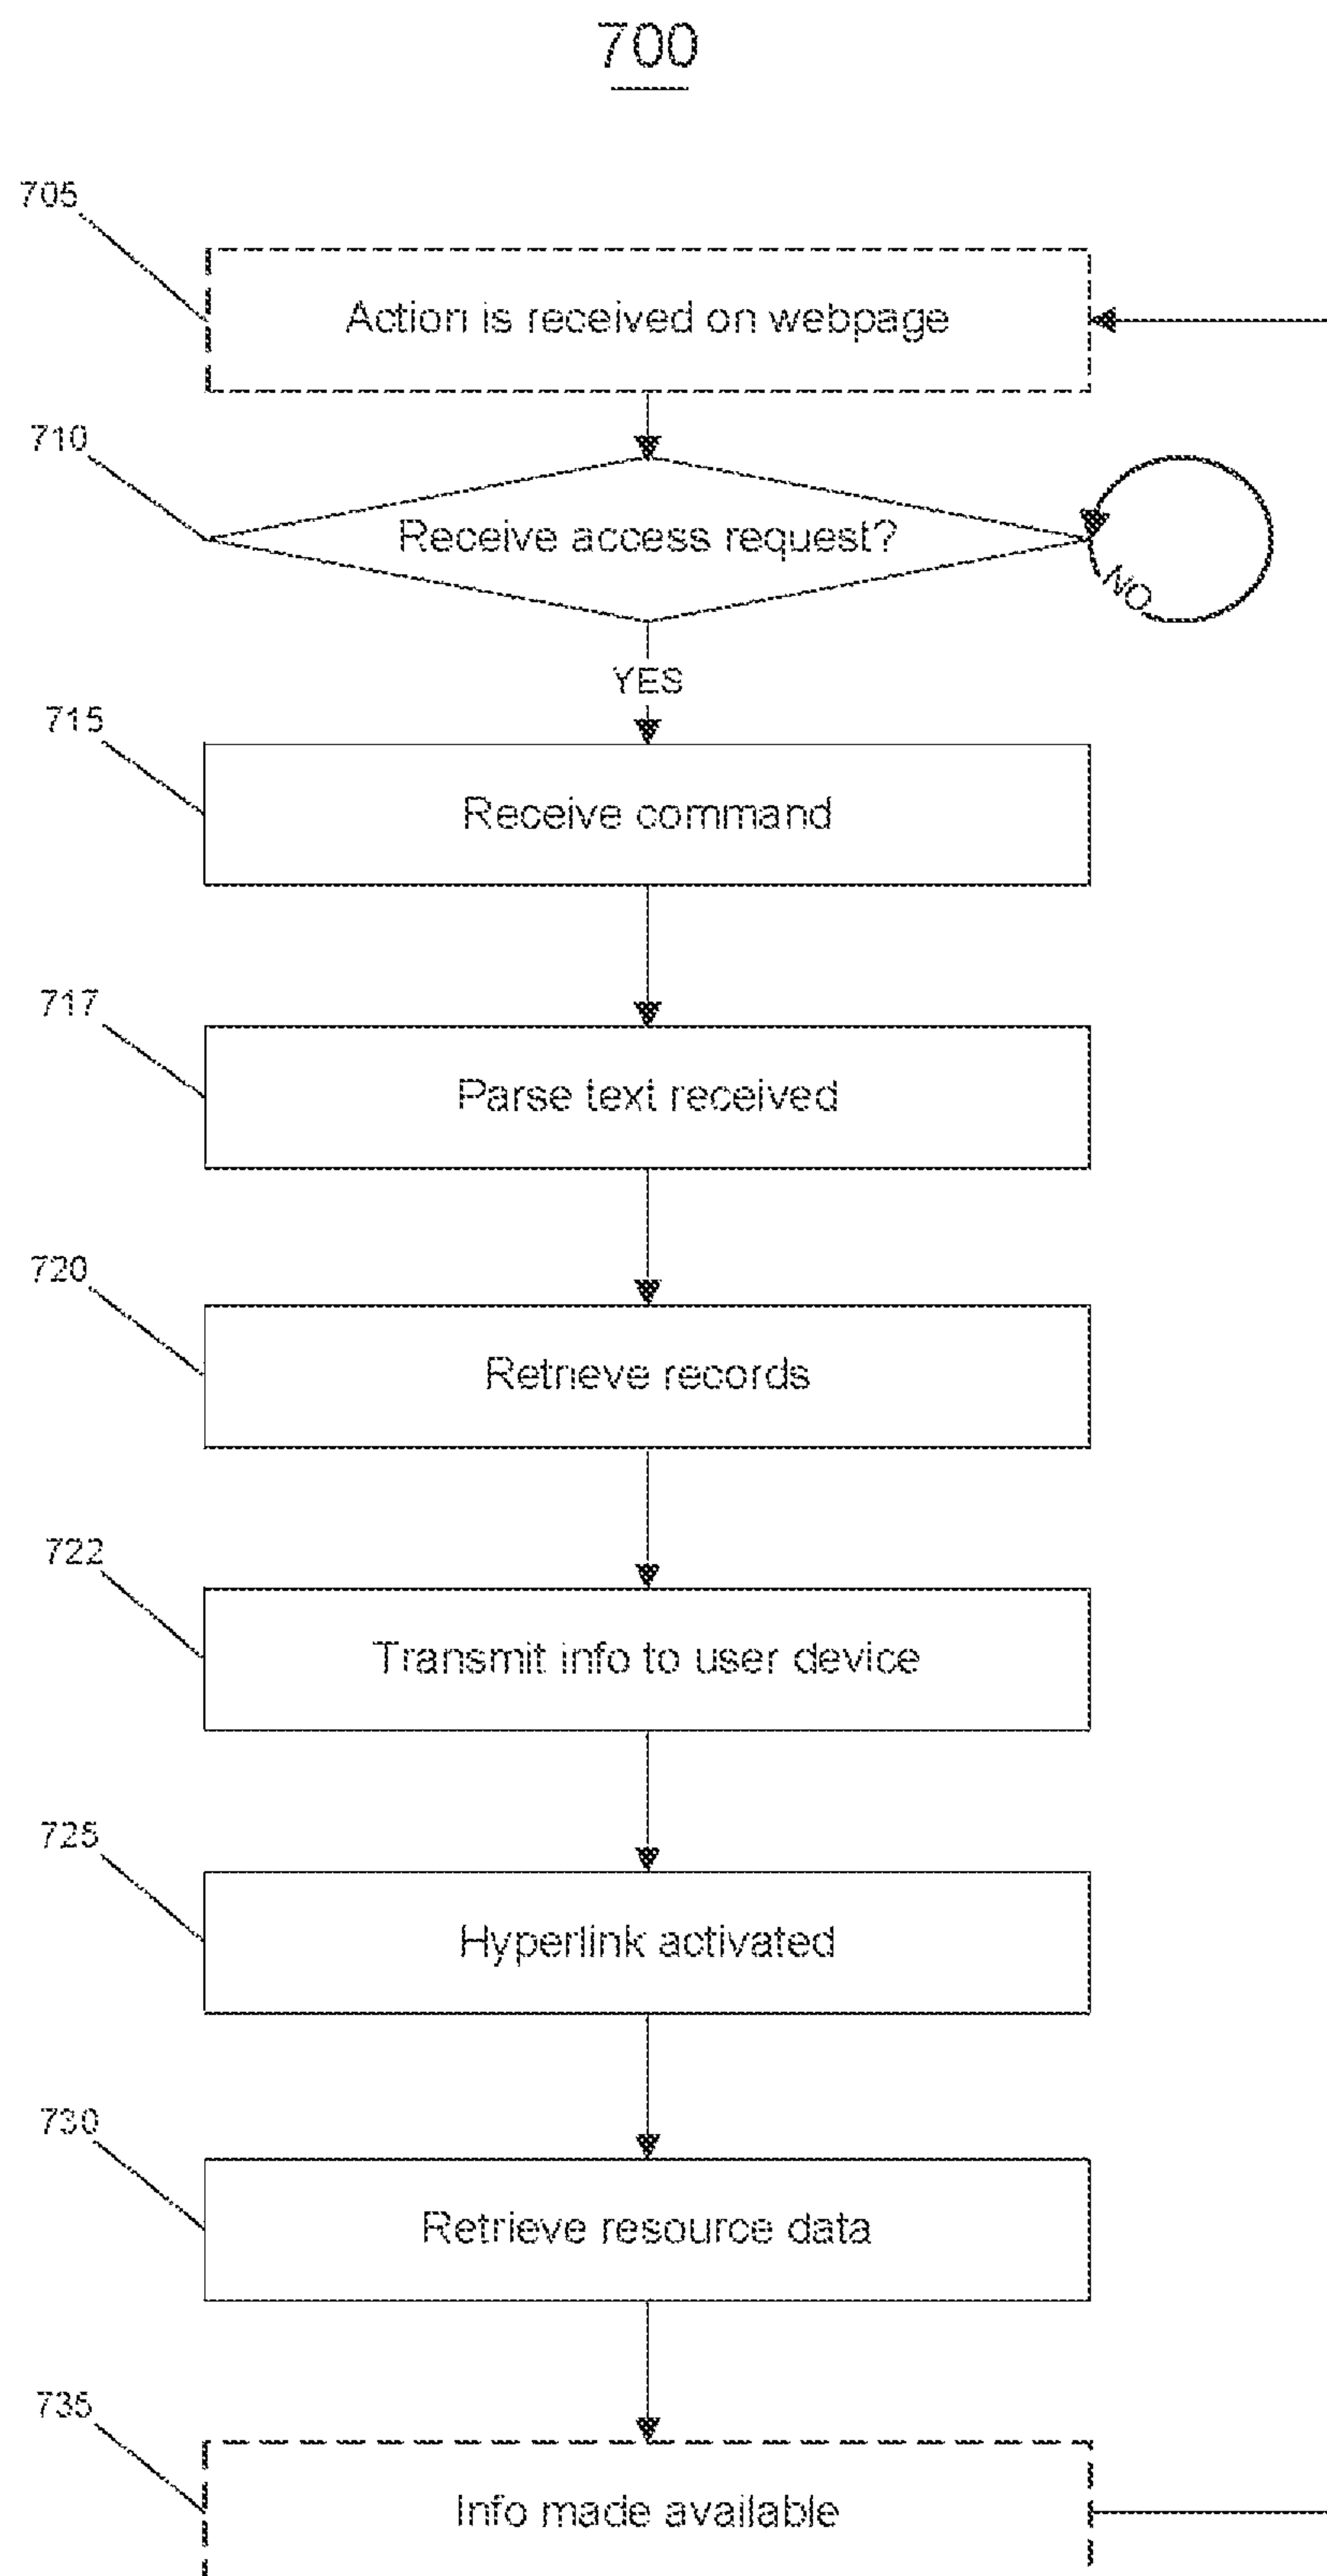 700
705
Action is received on webpage
710
Receive access request?
NO
YES
715
Receive command
717
Parse text received
720
Retrieve records
722
Transmit info to user device
725
Hyperlink activated
730
Retrieve resource data
735
Info made available